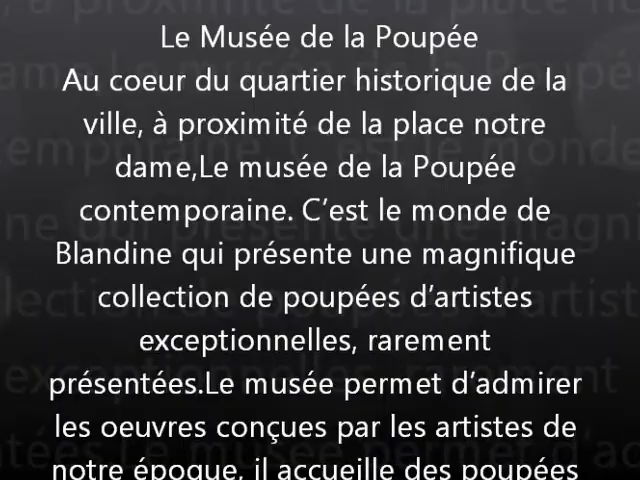 Le Musée de la Poupée
Au coeur du quartier historique de la
ville, à proximité de la place notre
dame,Le musée de la Poupée
contemporaine. C’est le monde de
Blandine qui présente une magnifique
collection de poupées d’artistes
exceptionnelles, rarement
présentées.Le musée permet d’admirer
les oeuvres conçues par les artistes de
notre époque, il accueille des poupées